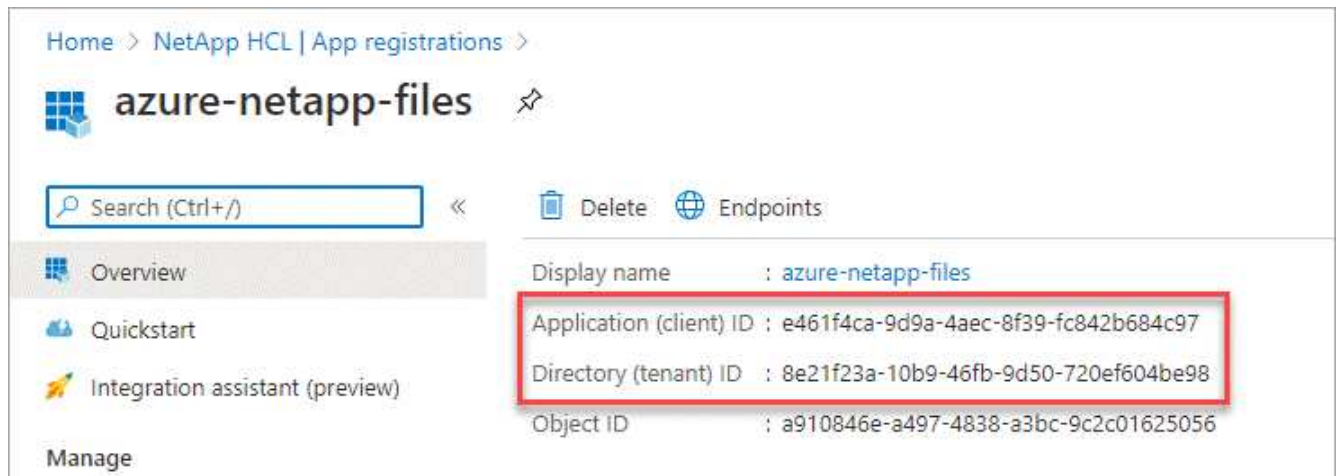 Home > NetApp HCL | App registrations >
azure-netapp-files
Search (Ctrl+/)
«
Delete
Endpoints
Overview
Quickstart
Integration assistant (preview)
Manage
Display name : azure-netapp-files
Application (client) ID : e461f4ca-9d9a-4aec-8f39-fc842b684c97
Directory (tenant) ID : 8e21f23a-10b9-46fb-9d50-720ef604be98
Object ID : a910846e-a497-4838-a3bc-9c2c01625056